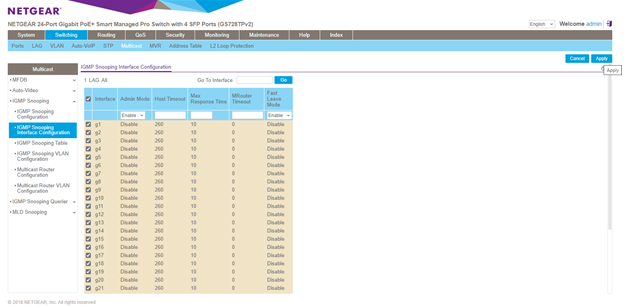 NETGEAR®
NETGEAR 24-Port Gigabit PoE+ Smart Managed Pro Switch with 4 SFP Ports (GS728TPv2)
English
Welcome admin
System Switching Routing QoS Security Monitoring Maintenance Help Index
Ports LAG VLAN Auto-VoIP STP Multicast MVR Address Table L2 Loop Protection
Cancel Apply
Apply
Multicast
•MFDB
•Auto-Video
•IGMP Snooping
•IGMP Snooping
Configuration
•IGMP Snooping
Interface Configuration
•IGMP Snooping Table
•IGMP Snooping VLAN
Configuration
•Multicast Router
Configuration
•Multicast Router VLAN
Configuration
•IGMP Snooping Querier
•MLD Snooping
IGMP Snooping Interface Configuration
1 LAG All
Go To Interface
Go
Interface Admin Mode Host Timeout Max Response Time MRouter Timeout Fast Leave Mode
Enable Enable
g1 Disable 260 10 0 Disable
g2 Disable 260 10 0 Disable
g3 Disable 260 10 0 Disable
g4 Disable 260 10 0 Disable
g5 Disable 260 10 0 Disable
g6 Disable 260 10 0 Disable
g7 Disable 260 10 0 Disable
g8 Disable 260 10 0 Disable
g9 Disable 260 10 0 Disable
g10 Disable 260 10 0 Disable
g11 Disable 260 10 0 Disable
g12 Disable 260 10 0 Disable
g13 Disable 260 10 0 Disable
g14 Disable 260 10 0 Disable
g15 Disable 260 10 0 Disable
g16 Disable 260 10 0 Disable
g17 Disable 260 10 0 Disable
g18 Disable 260 10 0 Disable
g19 Disable 260 10 0 Disable
g20 Disable 260 10 0 Disable
g21 Disable 260 10 0 Disable
© 2018 NETGEAR, Inc. All rights reserved.